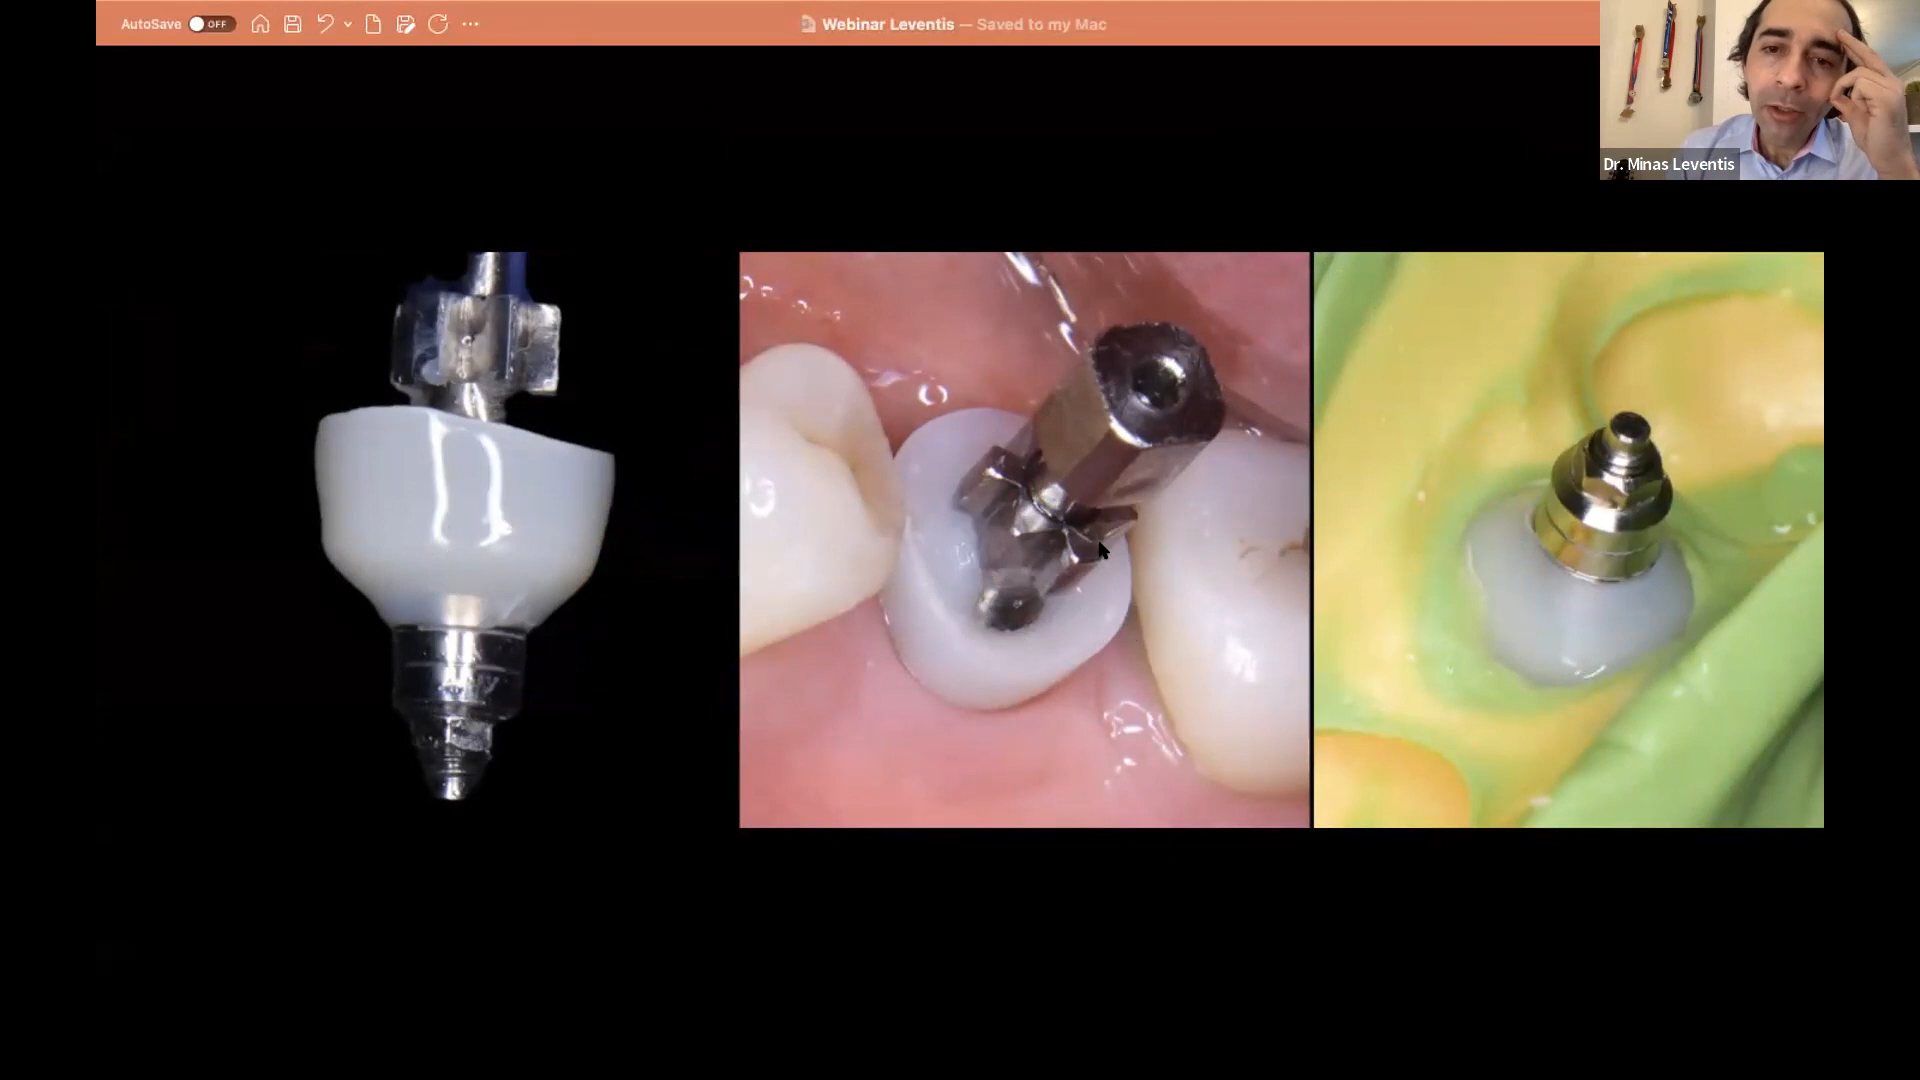 AutoSave OFF
Webinar Leventis — Saved to my Mac
Dr. Minas Leventis